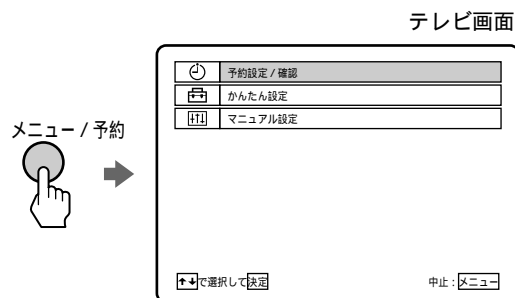 テレビ画面
予約設定 / 確認
かんたん設定
マニュアル設定
メニュー / 予約
↑↓で選択して決定
中止 : メニュー